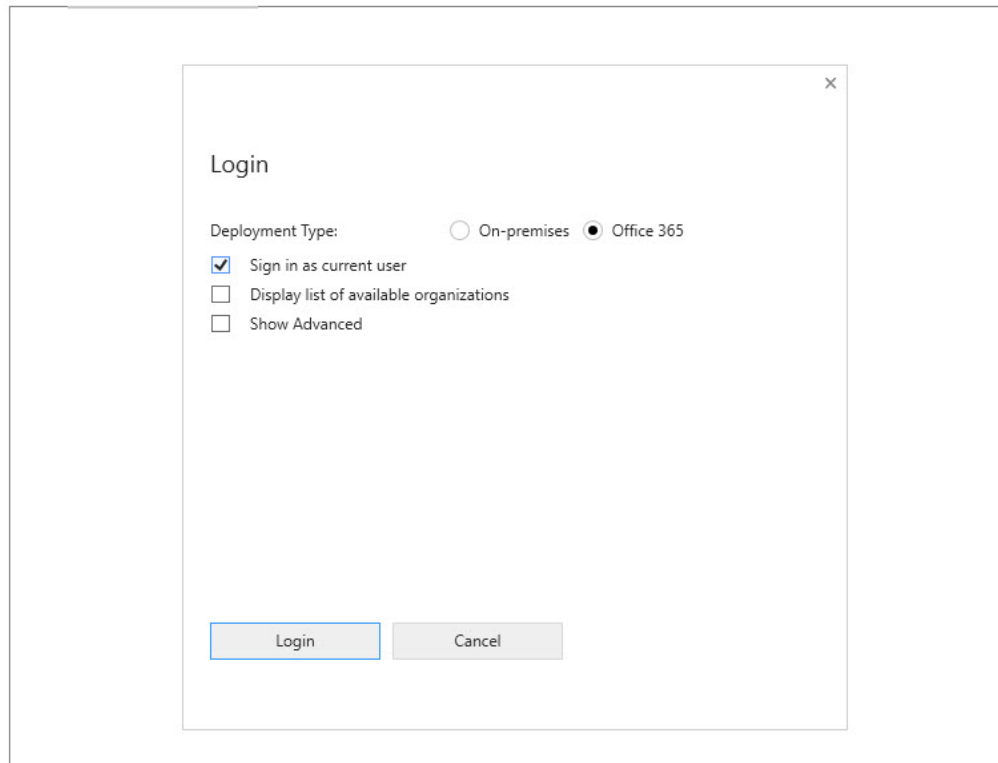 Login
Deployment Type: On-premises Office 365
Sign in as current user
Display list of available organizations
Show Advanced
Login Cancel